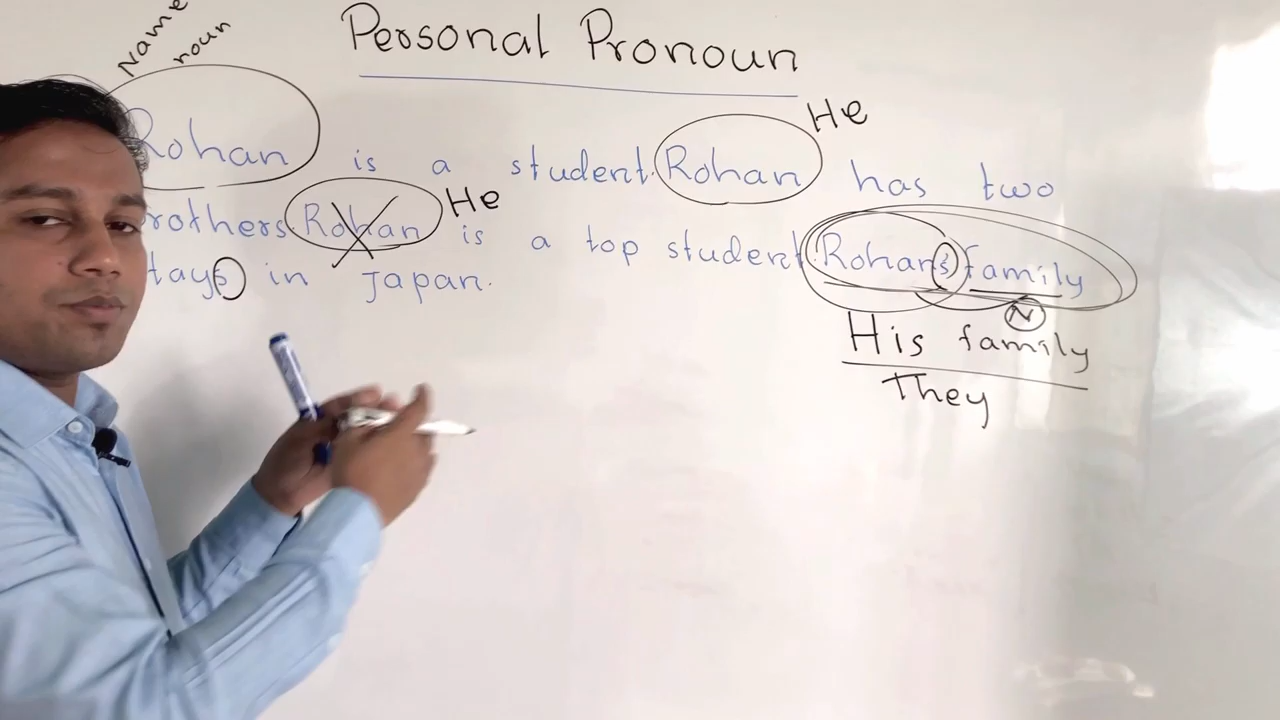 Name
noun
Personal Pronoun
He
Rohan is a student. Rohan has two
rothers. Rohan He is a top student Rohan's family
tays in Japan.
N
His family
They